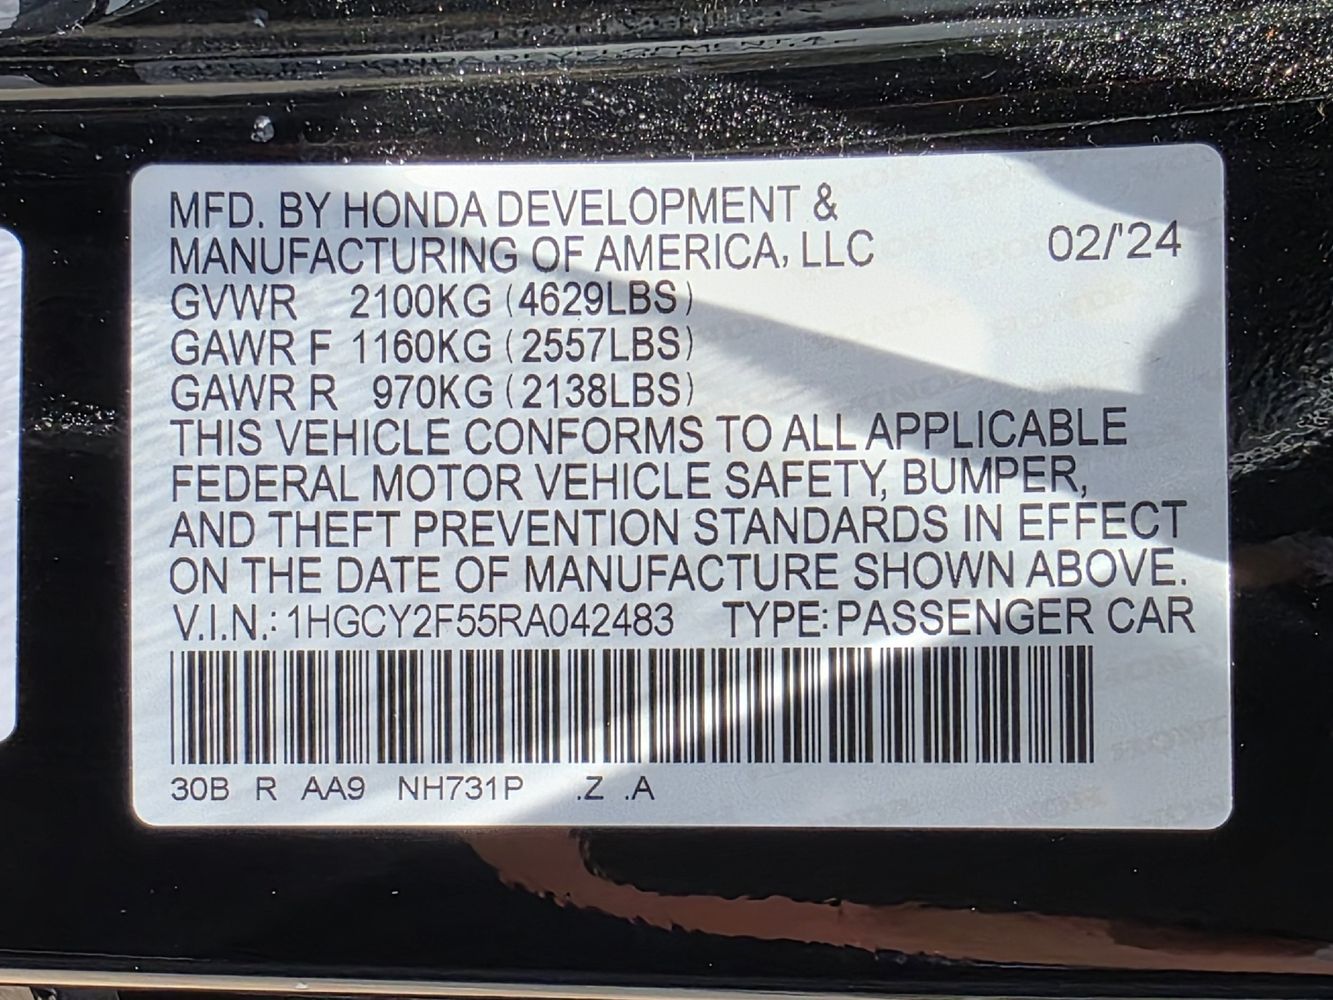 MFD. BY HONDA DEVELOPMENT &
MANUFACTURING OF AMERICA, LLC 02/'24
GVWR 2100KG (4629LBS)
GAWR F 1160KG (2557LBS)
GAWR R 970KG (2138LBS)
THIS VEHICLE CONFORMS TO ALL APPLICABLE
FEDERAL MOTOR VEHICLE SAFETY, BUMPER,
AND THEFT PREVENTION STANDARDS IN EFFECT
ON THE DATE OF MANUFACTURE SHOWN ABOVE.
V.I.N.: 1HGCY2F55RA042483 TYPE: PASSENGER CAR
30B R AA9 NH731P .Z .A